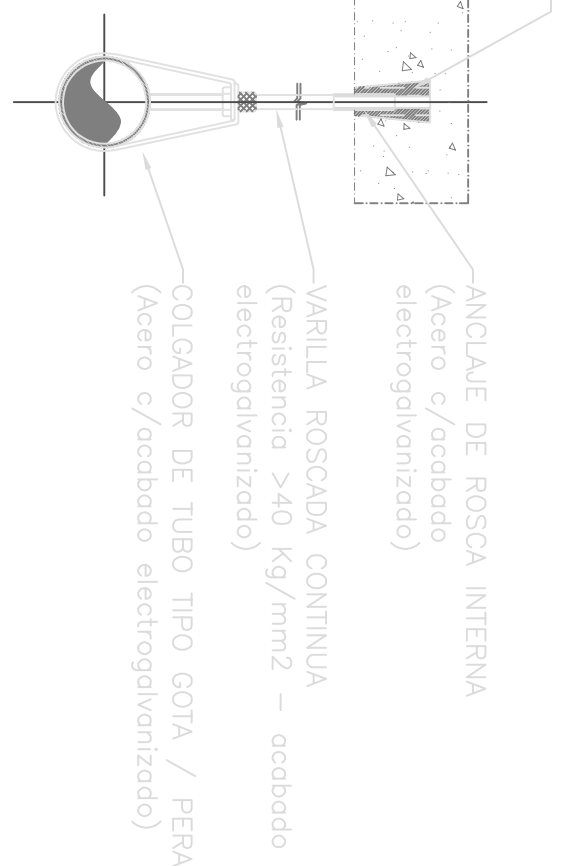 ANCLAJE DE ROSCA INTERNA
(Acero c/acabado
electrogalvanizado)
VARILLA ROSCADA CONTINUA
(Resistencia >40 Kg/mm2 - acabado
electrogalvanizado)
COLGADOR DE TUBO TIPO GOTA / PERA
(Acero c/acabado electrogalvanizado)